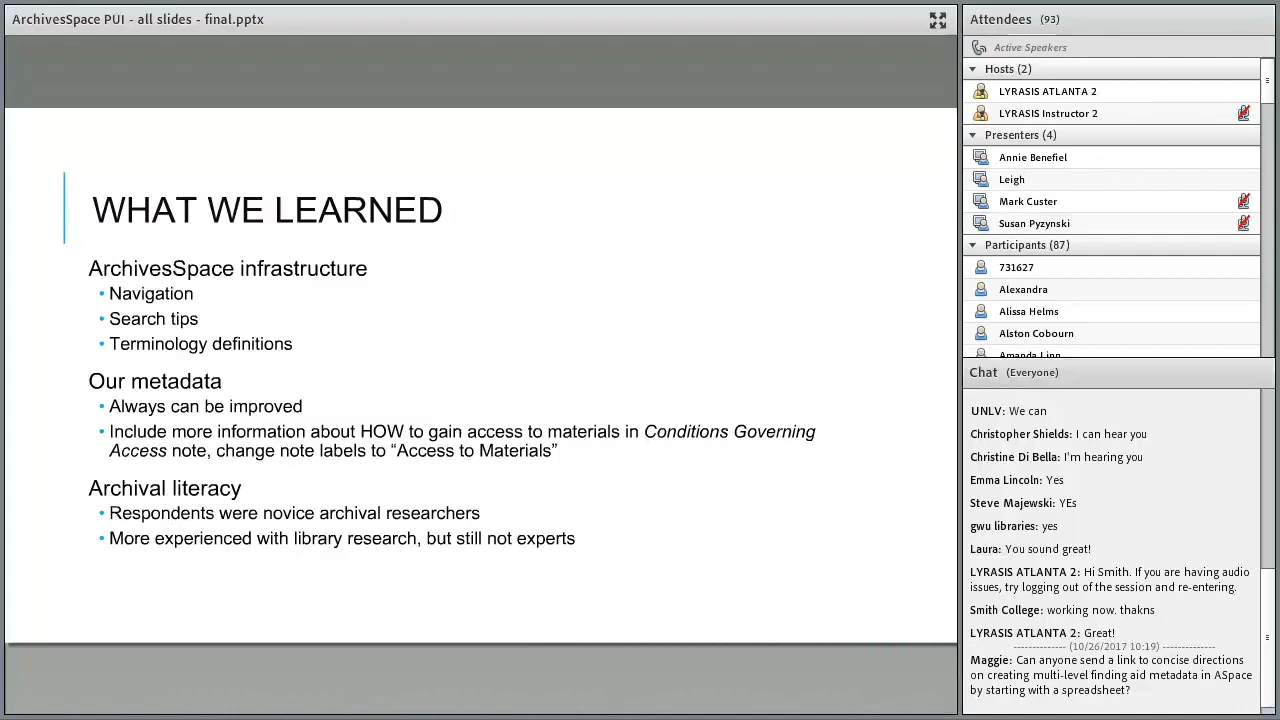 ArchivesSpace PUI - all slides - final.pptx
WHAT WE LEARNED
ArchivesSpace infrastructure
• Navigation
• Search tips
• Terminology definitions
Our metadata
• Always can be improved
• Include more information about HOW to gain access to materials in Conditions Governing
Access note, change note labels to “Access to Materials”
Archival literacy
• Respondents were novice archival researchers
• More experienced with library research, but still not experts
Attendees (93)
Active Speakers
Hosts (2)
LYRASIS ATLANTA 2
LYRASIS Instructor 2
Presenters (4)
Annie Benefiel
Leigh
Mark Custer
Susan Pyzynski
Participants (87)
731627
Alexandra
Alissa Helms
Alston Cobourn
Amanda Linn
Chat (Everyone)
UNLV: We can
Christopher Shields: I can hear you
Christine Di Bella: I'm hearing you
Emma Lincoln: Yes
Steve Majewski: YEs
gwu libraries: yes
Laura: You sound great!
LYRASIS ATLANTA 2: Hi Smith. If you are having audio
issues, try logging out of the session and re-entering.
Smith College: working now. thakns
LYRASIS ATLANTA 2: Great!
-------------- (10/26/2017 10:19) --------------
Maggie: Can anyone send a link to concise directions
on creating multi-level finding aid metadata in ASpace
by starting with a spreadsheet?